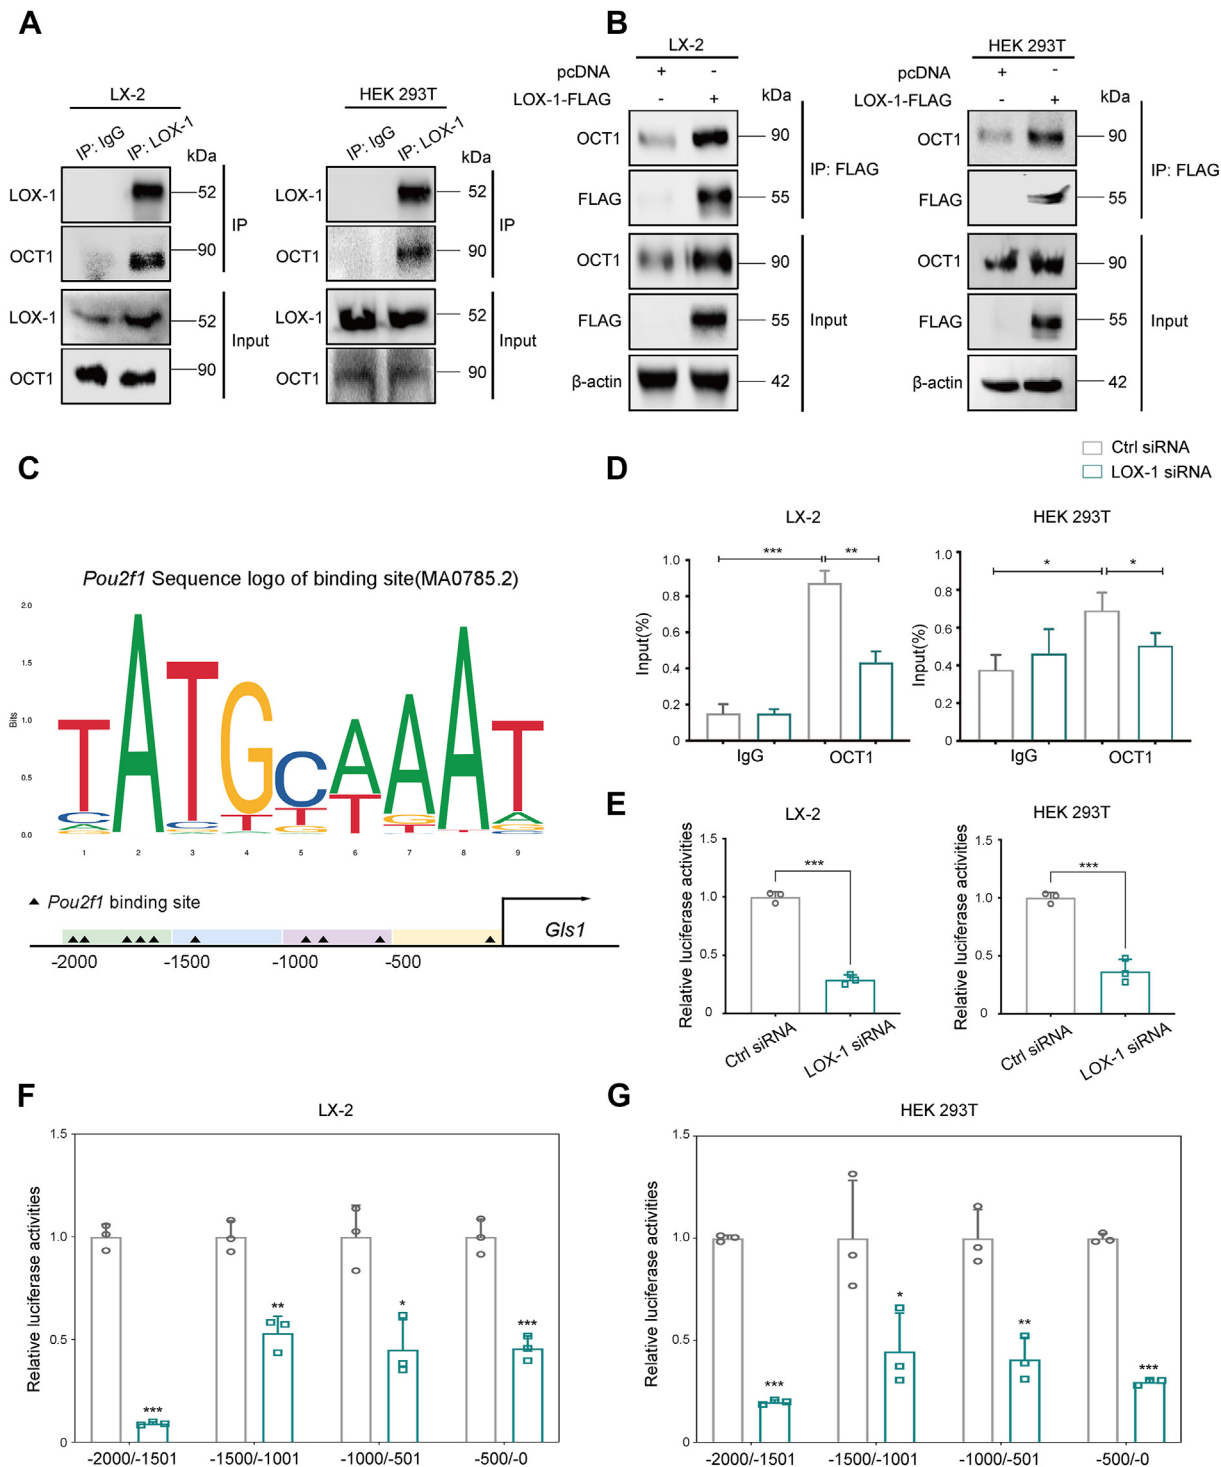 A
LX-2
IP: IgG
IP: LOX-1
kDa
LOX-1
52
OCT1
90
IP
LOX-1
52
OCT1
90
Input
HEK 293T
IP: IgG
IP: LOX-1
kDa
LOX-1
52
OCT1
90
IP
LOX-1
52
OCT1
90
Input
B
LX-2
pcDNA + -
LOX-1-FLAG - +
kDa
OCT1
90
FLAG
55
IP: FLAG
OCT1
90
FLAG
55
β-actin
42
Input
HEK 293T
pcDNA + -
LOX-1-FLAG - +
kDa
OCT1
90
FLAG
55
IP: FLAG
OCT1
90
FLAG
55
β-actin
42
Input
C
Pou2f1 Sequence logo of binding site(MA0785.2)
2.0
1.5
1.0
0.5
0.0
Bits
TATGCAAAT
1 2 3 4 5 6 7 8 9
▲ Pou2f1 binding site
Gls1
-2000 -1500 -1000 -500
D
Ctrl siRNA
LOX-1 siRNA
LX-2
Input(%)
1.0
0.8
0.6
0.4
0.2
0
*** **
IgG OCT1
HEK 293T
Input(%)
1.0
0.8
0.6
0.4
0.2
0
* *
IgG OCT1
E
LX-2
Relative luciferase activities
1.5
1.0
0.5
0
***
Ctrl siRNA
LOX-1 siRNA
HEK 293T
Relative luciferase activities
1.5
1.0
0.5
0
***
Ctrl siRNA
LOX-1 siRNA
F
LX-2
Relative luciferase activities
1.5
1.0
0.5
0
*** ** * ***
-2000/-1501 -1500/-1001 -1000/-501 -500/-0
G
HEK 293T
Relative luciferase activities
1.5
1.0
0.5
0
*** * ** ***
-2000/-1501 -1500/-1001 -1000/-501 -500/-0